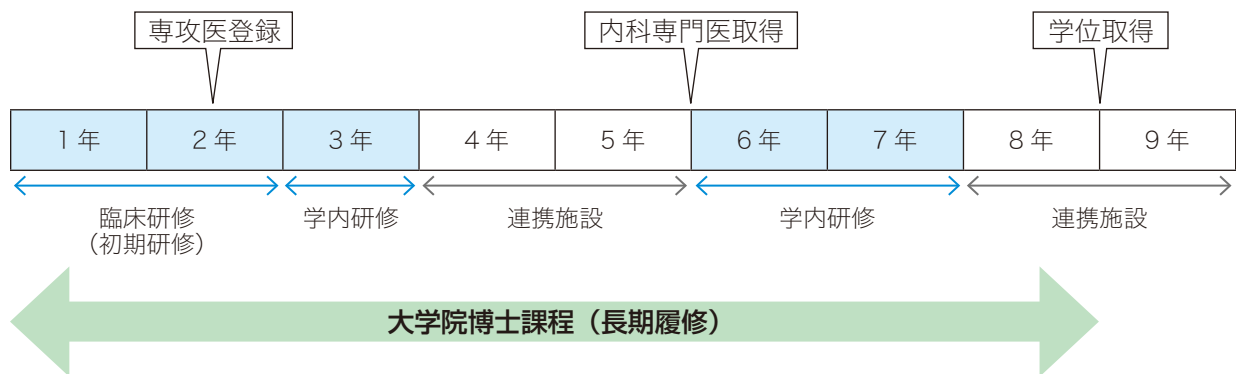 専攻医登録
内科専門医取得
学位取得
1年
2年
3年
4年
5年
6年
7年
8年
9年
臨床研修
（初期研修）
学内研修
連携施設
学内研修
連携施設
大学院博士課程（長期履修）